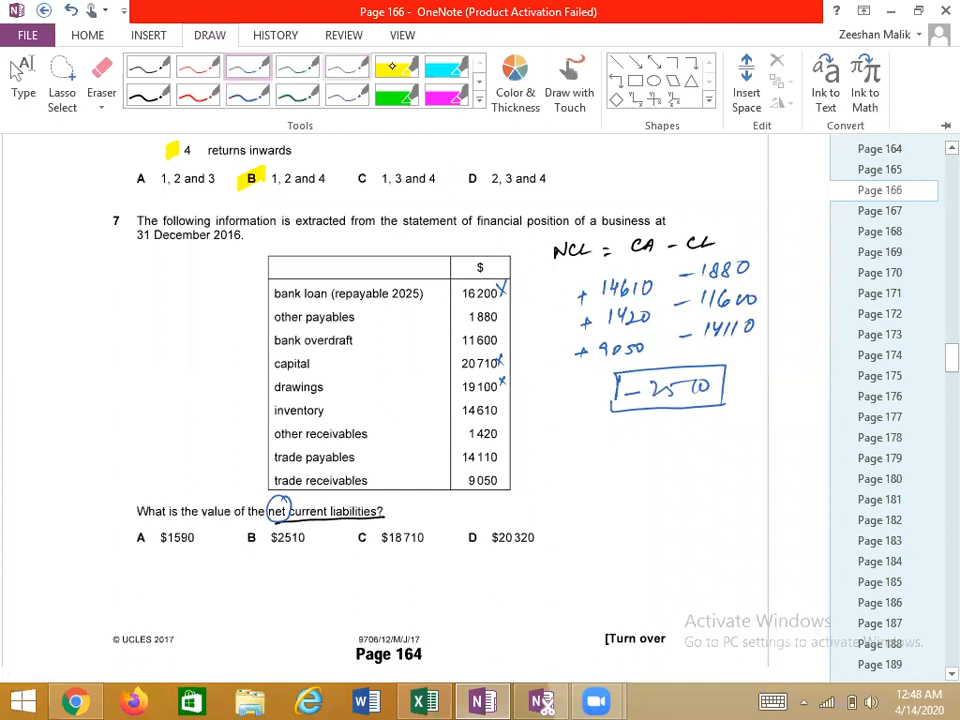 Page 166 - OneNote (Product Activation Failed)
FILE HOME INSERT DRAW HISTORY REVIEW VIEW Zeeshan Malik
Type Lasso Select Eraser Color & Thickness Draw with Touch Insert Space Ink to Text Ink to Math
Tools Shapes Edit Convert
4 returns inwards
A 1, 2 and 3 B 1, 2 and 4 C 1, 3 and 4 D 2, 3 and 4
7 The following information is extracted from the statement of financial position of a business at
31 December 2016.
$
bank loan (repayable 2025) 16 200 x
other payables 1 880
bank overdraft 11 600
capital 20 710 x
drawings 19 100 x
inventory 14 610
other receivables 1 420
trade payables 14 110
trade receivables 9 050
NCL = CA - CL
+ 14610 - 1880
+ 1420 - 11600
+ 9050 - 14110
- 2510
What is the value of the net current liabilities?
A $1590 B $2510 C $18 710 D $20 320
© UCLES 2017 9706/12/M/J/17 [Turn over
Page 164
Activate Windows
Go to PC settings to activate Windows.
Page 164
Page 165
Page 166
Page 167
Page 168
Page 169
Page 170
Page 171
Page 172
Page 173
Page 174
Page 175
Page 176
Page 177
Page 178
Page 179
Page 180
Page 181
Page 182
Page 183
Page 184
Page 185
Page 186
Page 187
Page 188
Page 189
12:48 AM
4/14/2020